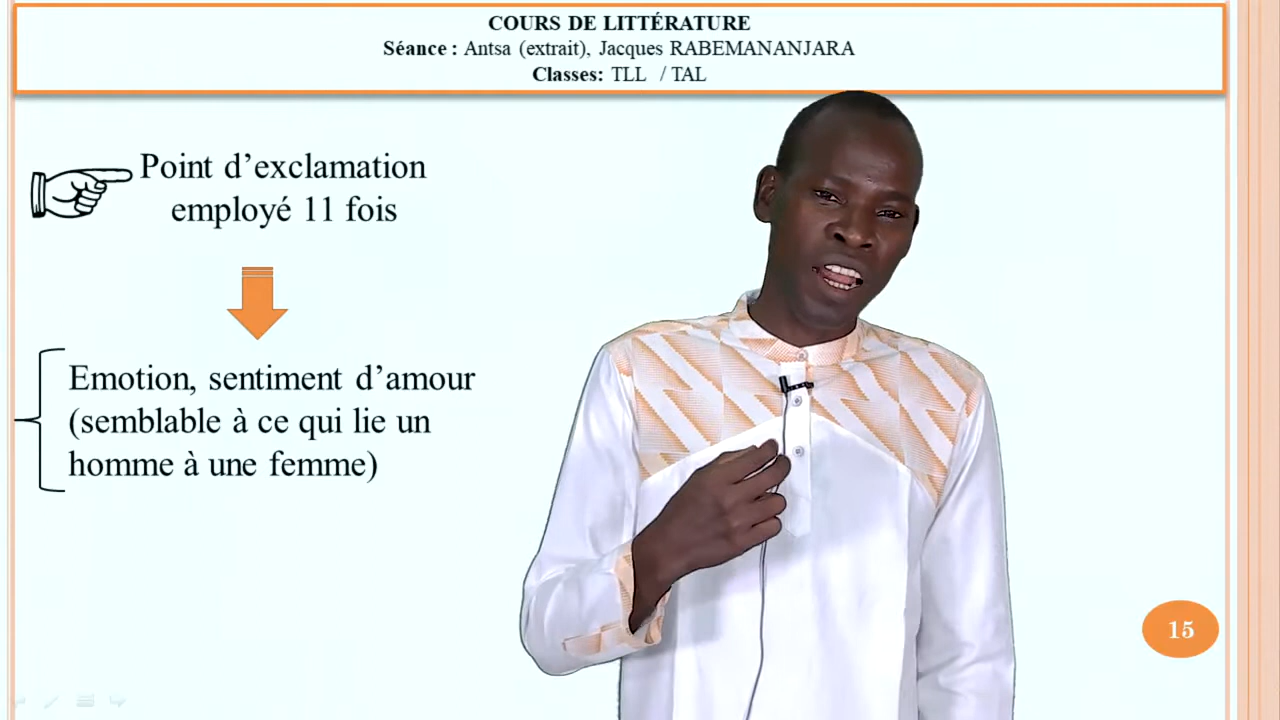 COURS DE LITTÉRATURE
Séance : Antsa (extrait), Jacques RABEMANANJARA
Classes: TLL / TAL
Point d’exclamation
employé 11 fois
Emotion, sentiment d’amour
(semblable à ce qui lie un
homme à une femme)
15